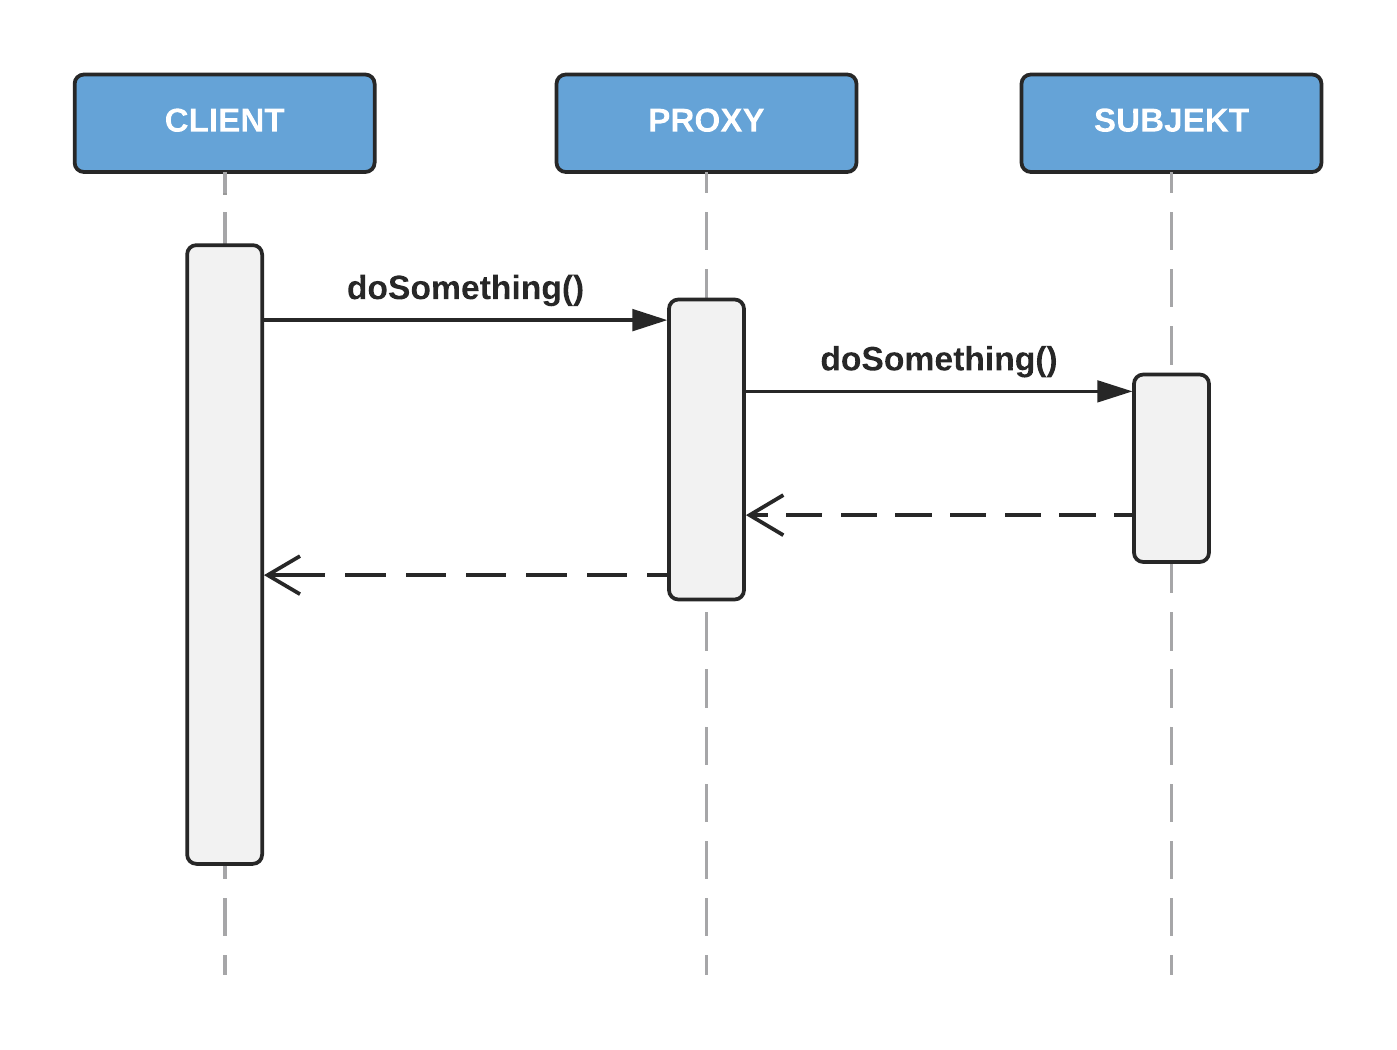 CLIENT
PROXY
SUBJEKT
doSomething()
doSomething()